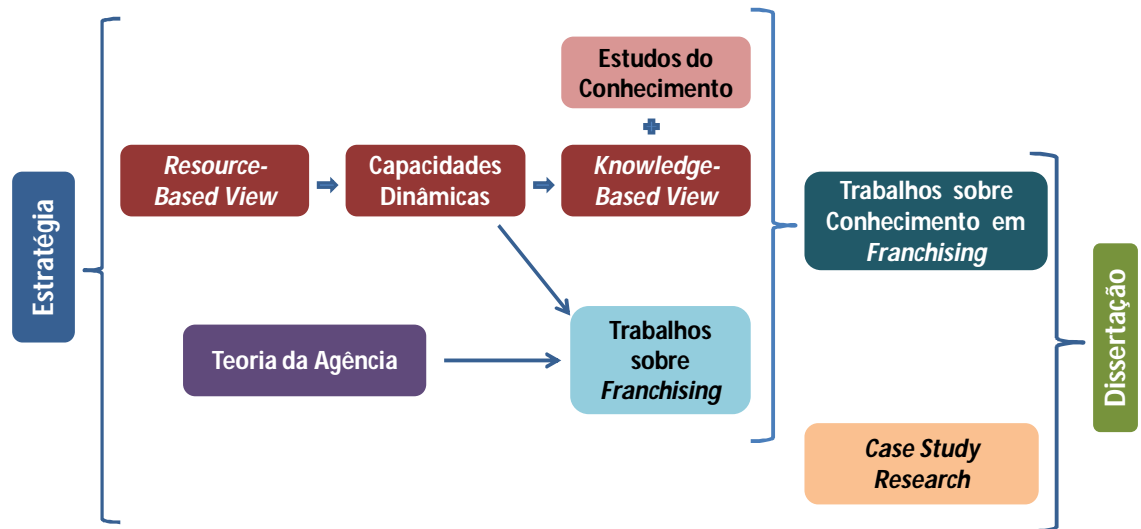 Estratégia
Resource-
Based View
Capacidades
Dinâmicas
Estudos do
Conhecimento
Knowledge-
Based View
Teoria da Agência
Trabalhos
sobre
Franchising
Trabalhos sobre
Conhecimento em
Franchising
Case Study
Research
Dissertação